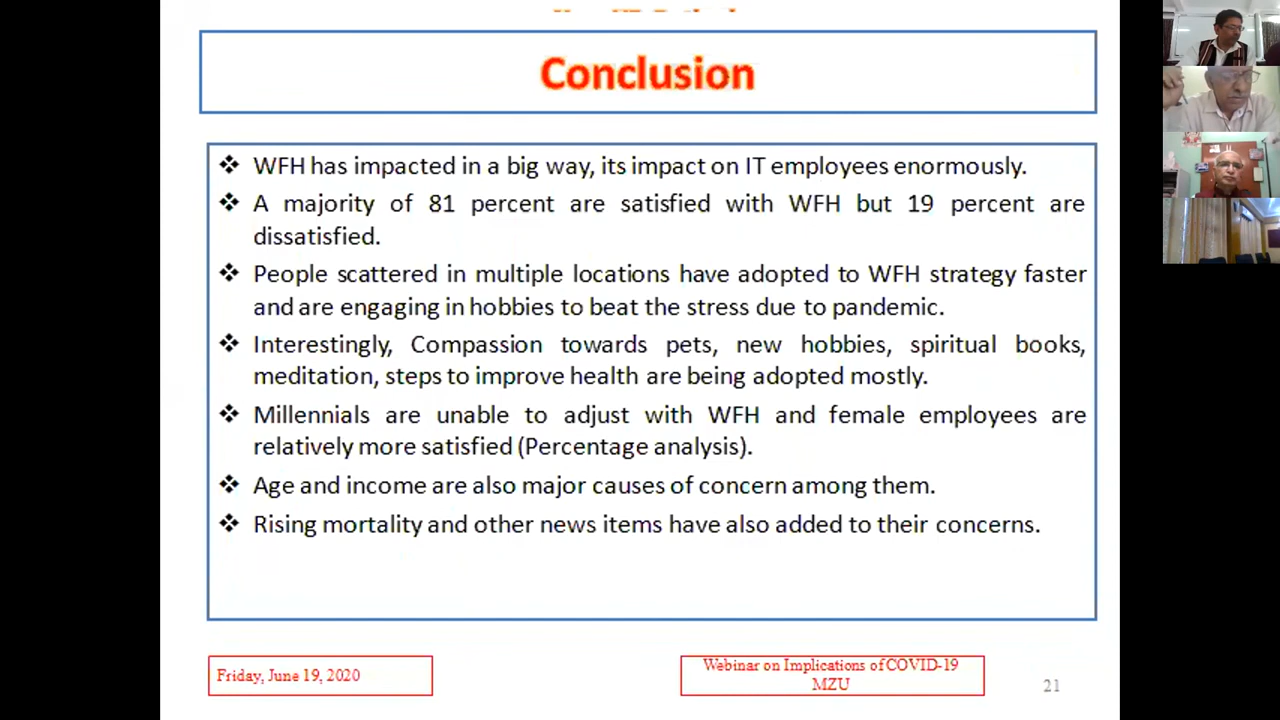 Conclusion
❖ WFH has impacted in a big way, its impact on IT employees enormously.
❖ A majority of 81 percent are satisfied with WFH but 19 percent are
dissatisfied.
❖ People scattered in multiple locations have adopted to WFH strategy faster
and are engaging in hobbies to beat the stress due to pandemic.
❖ Interestingly, Compassion towards pets, new hobbies, spiritual books,
meditation, steps to improve health are being adopted mostly.
❖ Millennials are unable to adjust with WFH and female employees are
relatively more satisfied (Percentage analysis).
❖ Age and income are also major causes of concern among them.
❖ Rising mortality and other news items have also added to their concerns.
Friday, June 19, 2020
Webinar on Implications of COVID-19
MZU
21